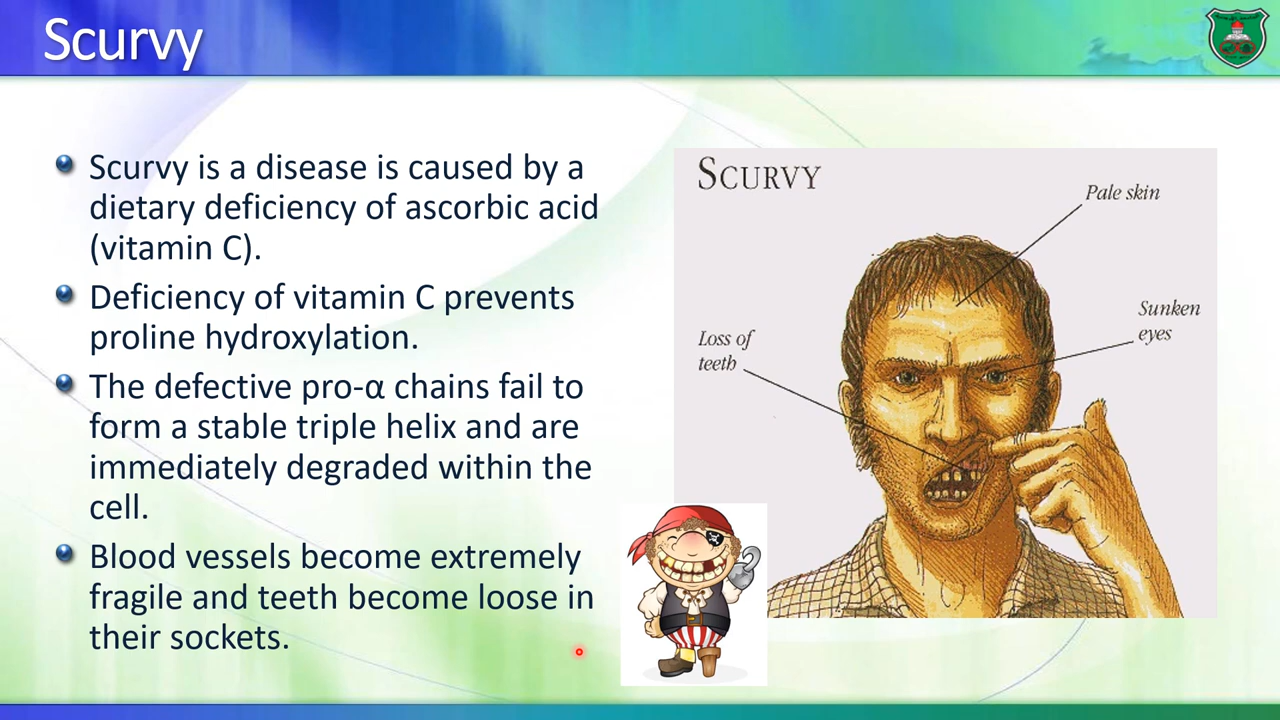 Scurvy
Scurvy is a disease is caused by a
dietary deficiency of ascorbic acid
(vitamin C).
Deficiency of vitamin C prevents
proline hydroxylation.
The defective pro-α chains fail to
form a stable triple helix and are
immediately degraded within the
cell.
Blood vessels become extremely
fragile and teeth become loose in
their sockets.
SCURVY
Pale skin
Sunken
eyes
Loss of
teeth